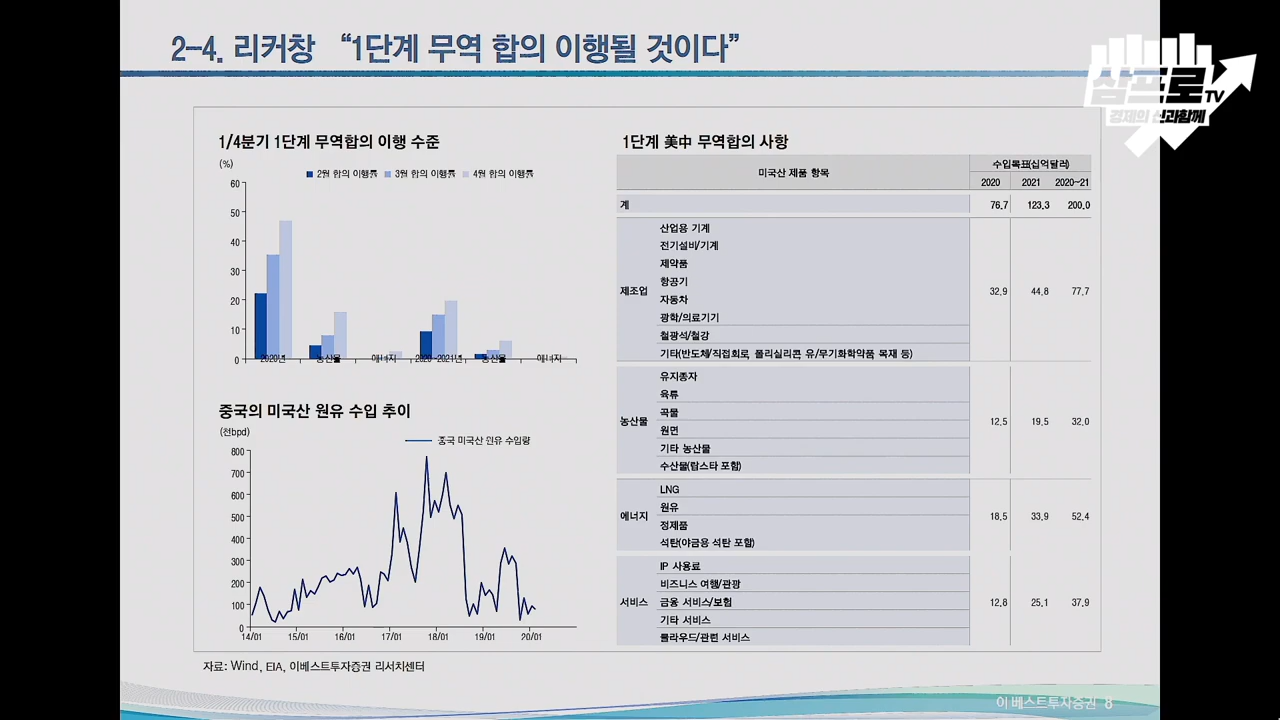 2-4. 리커창 “1단계 무역 합의 이행될 것이다”
삼프로TV
경제의 신과함께
1/4분기 1단계 무역합의 이행 수준
(%)
2월 합의 이행률 3월 합의 이행률 4월 합의 이행률
60
50
40
30
20
10
0
2020년 농산물 에너지 2020-2021년 농산물 에너지
중국의 미국산 원유 수입 추이
(천bpd)
중국 미국산 원유 수입량
800
700
600
500
400
300
200
100
0
14/01 15/01 16/01 17/01 18/01 19/01 20/01
1단계 美中 무역합의 사항
미국산 제품 항목 수입목표(십억달러)
2020 2021 2020-21
계 76.7 123.3 200.0
제조업 32.9 44.8 77.7
산업용 기계
전기설비/기계
제약품
항공기
자동차
광학/의료기기
철광석/철강
기타(반도체/직접회로, 폴리실리콘, 유/무기화학약품 목재 등)
농산물 12.5 19.5 32.0
유지종자
육류
곡물
원면
기타 농산물
수산물(랍스타 포함)
에너지 18.5 33.9 52.4
LNG
원유
정제품
석탄(야금용 석탄 포함)
서비스 12.8 25.1 37.9
IP 사용료
비즈니스 여행/관광
금융 서비스/보험
기타 서비스
클라우드/관련 서비스
자료: Wind, EIA, 이베스트투자증권 리서치센터
이베스트투자증권 8